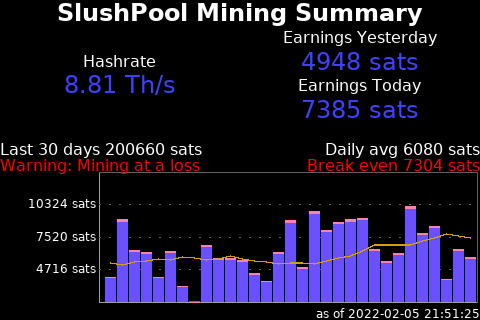 SlushPool Mining Summary
Hashrate
8.81 Th/s
Earnings Yesterday
4948 sats
Earnings Today
7385 sats
Last 30 days 200660 sats
Daily avg 6080 sats
Warning: Mining at a loss
Break even 7304 sats
10324 sats
7520 sats
4716 sats
as of 2022-02-05 21:51:25